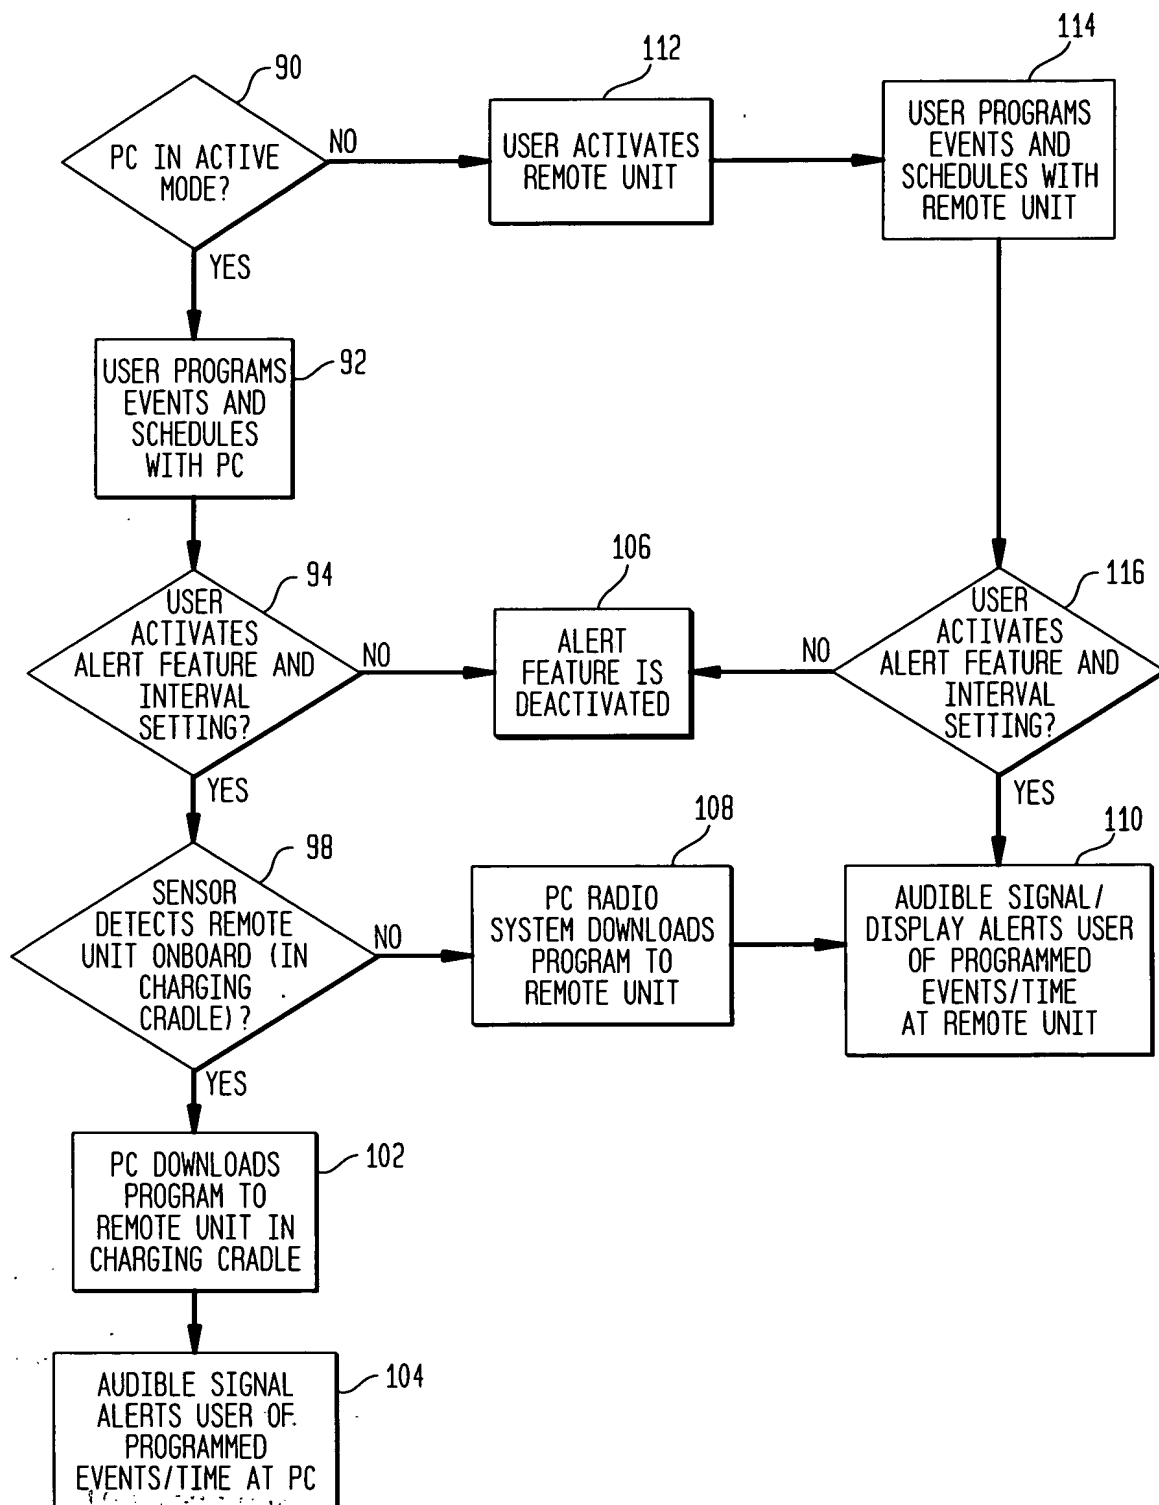 90
PC IN ACTIVE
MODE?
NO
YES
112
USER ACTIVATES
REMOTE UNIT
114
USER PROGRAMS
EVENTS AND
SCHEDULES WITH
REMOTE UNIT
92
USER PROGRAMS
EVENTS AND
SCHEDULES
WITH PC
94
USER
ACTIVATES
ALERT FEATURE AND
INTERVAL
SETTING?
NO
YES
106
ALERT
FEATURE IS
DEACTIVATED
116
USER
ACTIVATES
ALERT FEATURE AND
INTERVAL
SETTING?
NO
YES
98
SENSOR
DETECTS REMOTE
UNIT ONBOARD (IN
CHARGING
CRADLE)?
NO
YES
108
PC RADIO
SYSTEM DOWNLOADS
PROGRAM TO
REMOTE UNIT
110
AUDIBLE SIGNAL/
DISPLAY ALERTS USER
OF PROGRAMMED
EVENTS/TIME
AT REMOTE UNIT
102
PC DOWNLOADS
PROGRAM TO
REMOTE UNIT IN
CHARGING CRADLE
104
AUDIBLE SIGNAL
ALERTS USER OF
PROGRAMMED
EVENTS/TIME AT PC